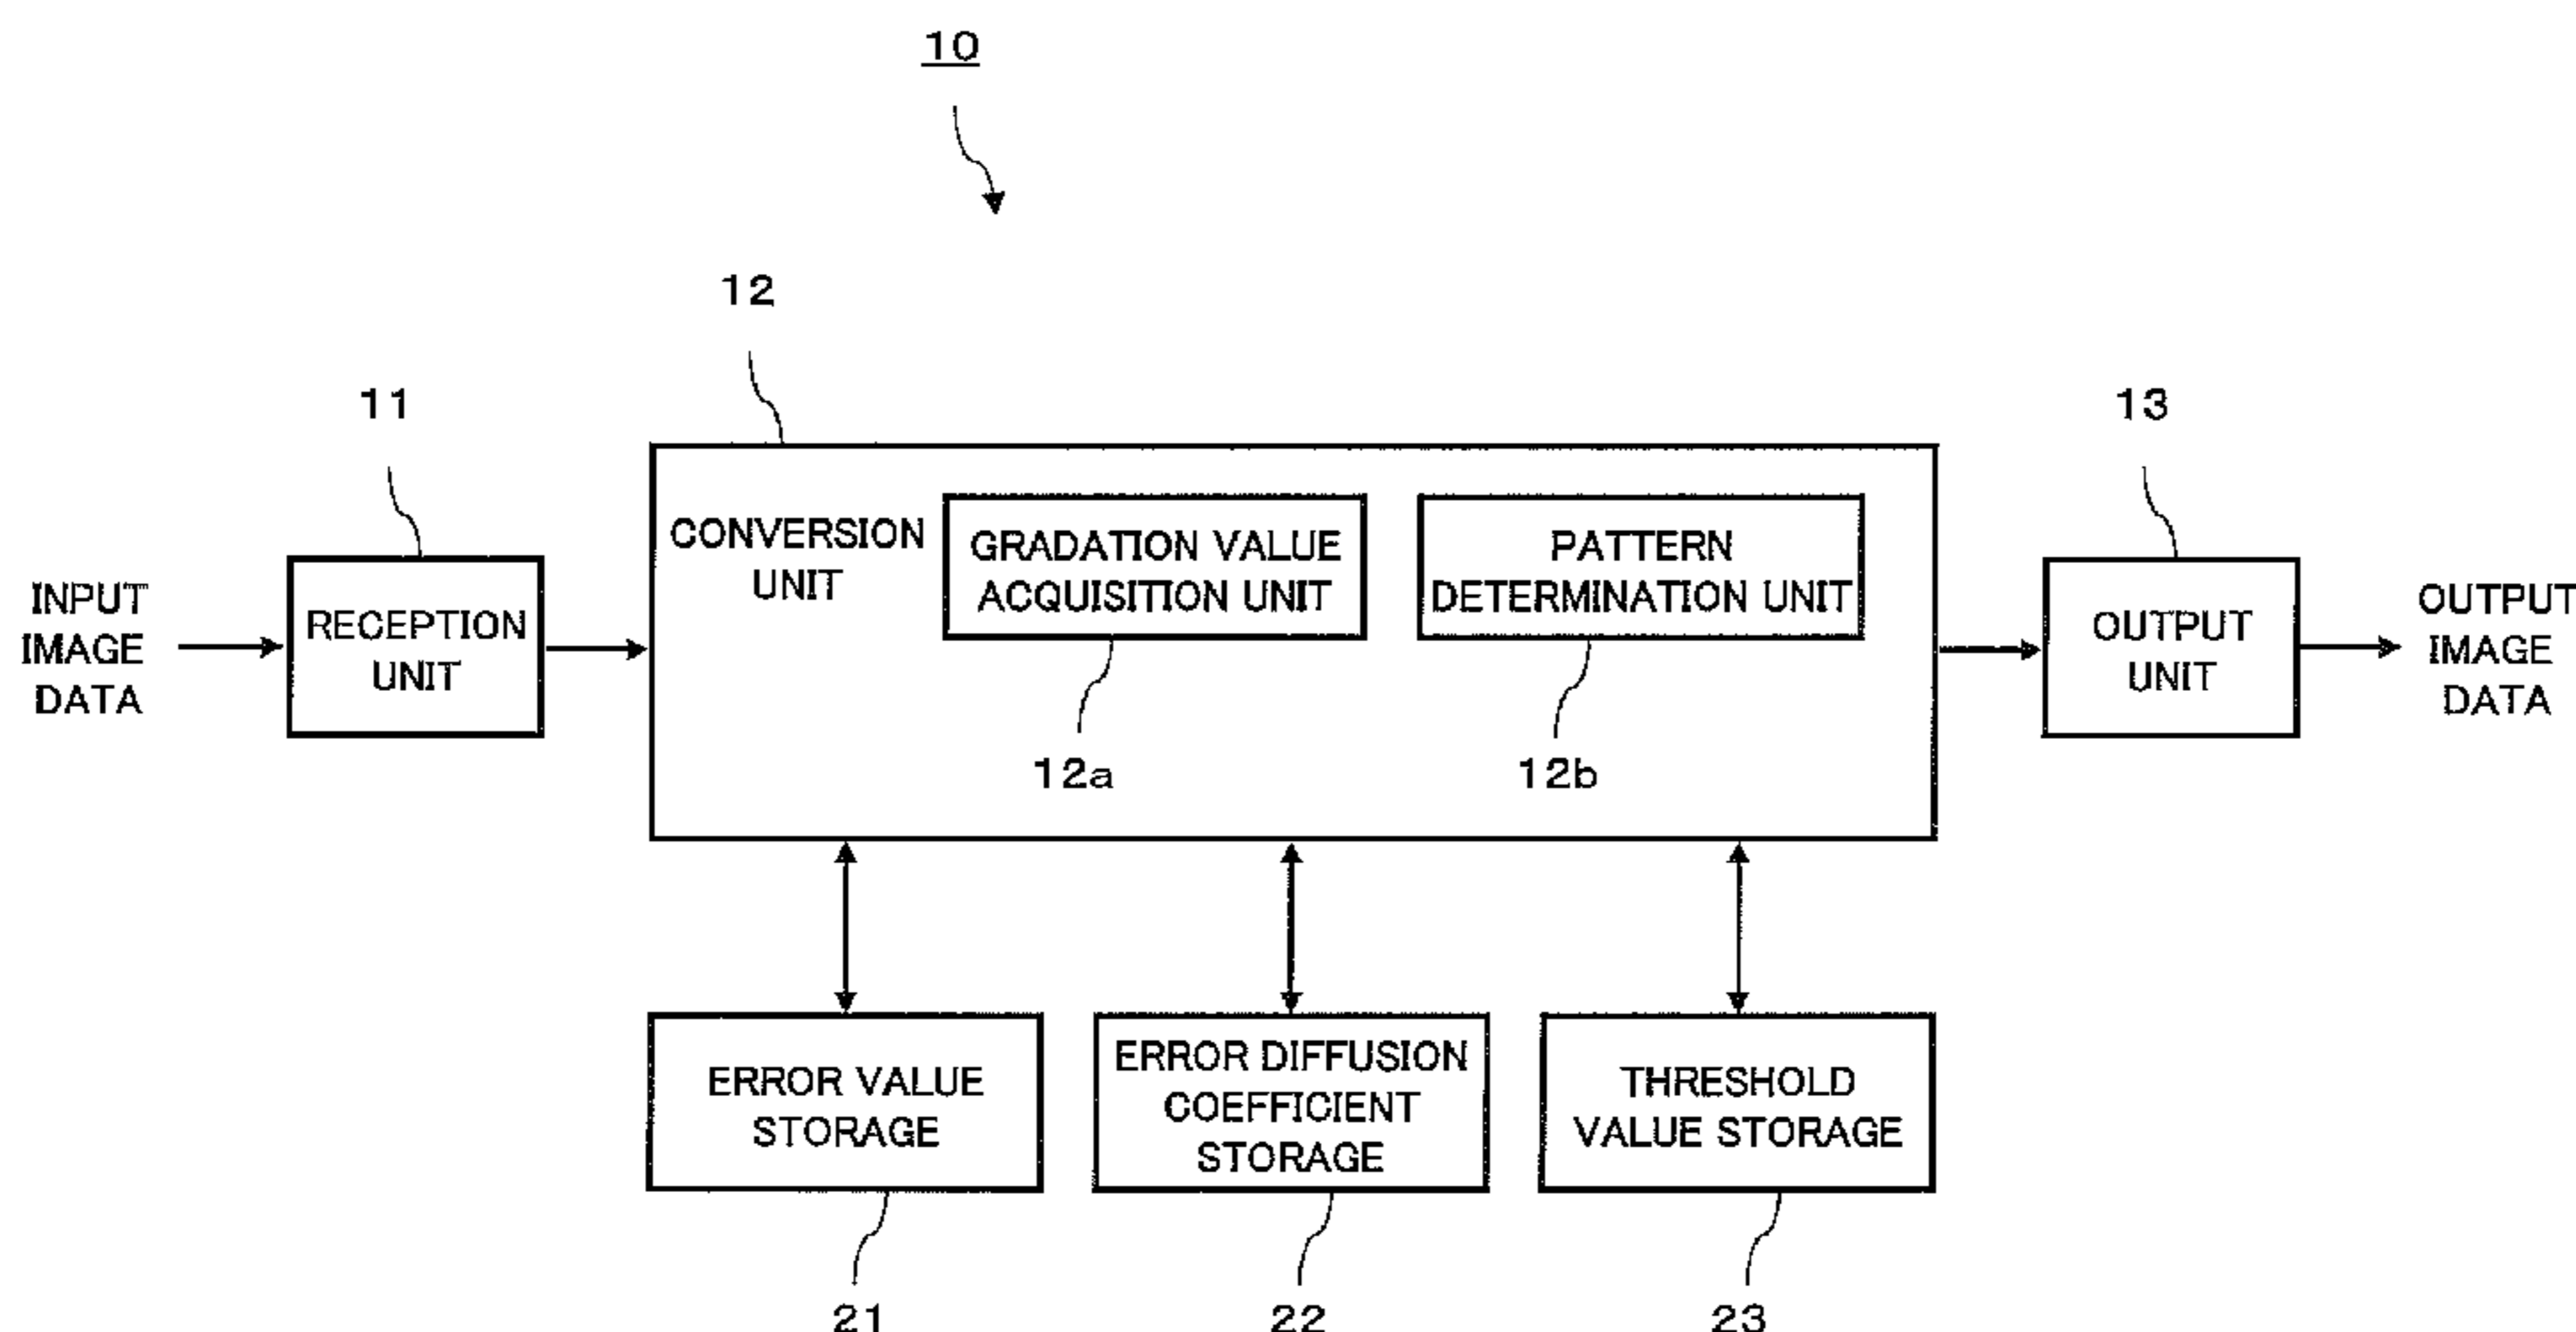 10
12
11
13
INPUT
IMAGE
DATA
RECEPTION
UNIT
CONVERSION
UNIT
GRADATION VALUE
ACQUISITION UNIT
12a
PATTERN
DETERMINATION UNIT
12b
OUTPUT
UNIT
OUTPUT
IMAGE
DATA
ERROR VALUE
STORAGE
21
ERROR DIFFUSION
COEFFICIENT
STORAGE
22
THRESHOLD
VALUE STORAGE
23